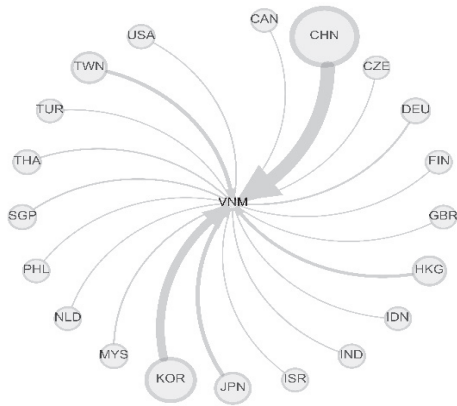 CAN
CHN
USA
TWN
CZE
TUR
DEU
THA
FIN
VNM
SGP
GBR
PHL
HKG
NLD
IDN
MYS
IND
KOR
JPN
ISR